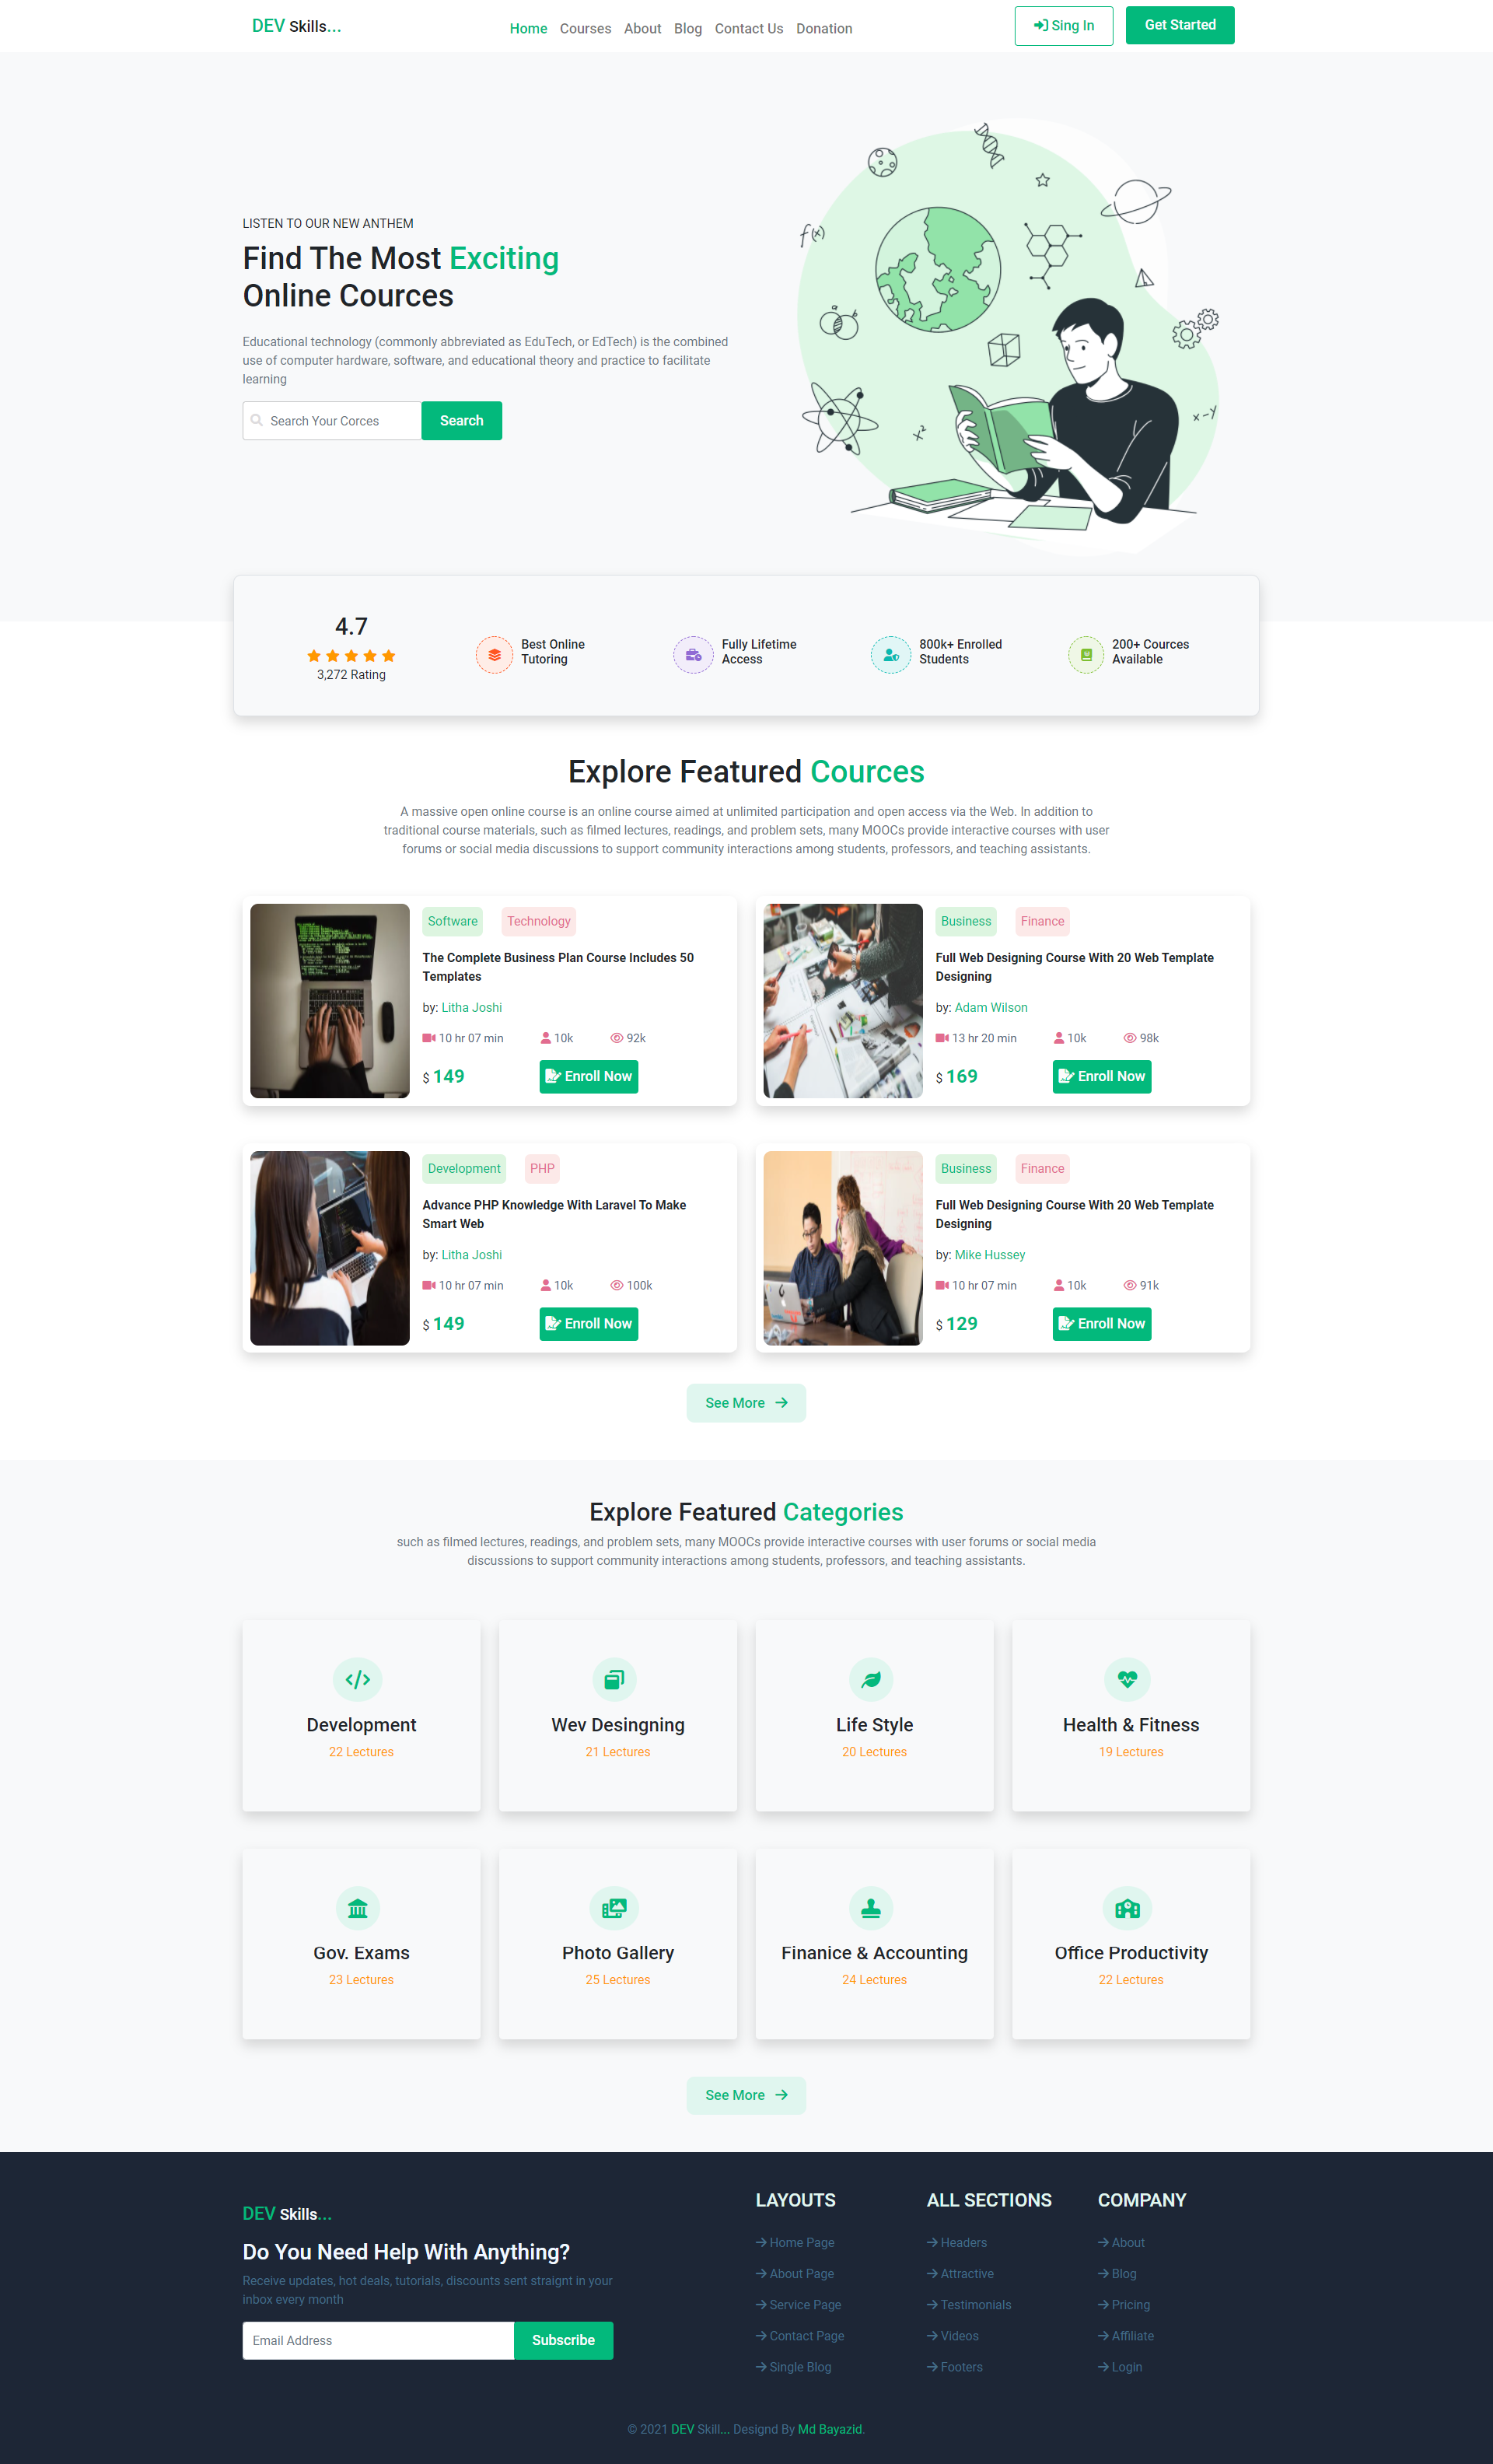 DEV Skills...
Home Courses About Blog Contact Us Donation
Sing In
Get Started
LISTEN TO OUR NEW ANTHEM
Find The Most Exciting
Online Cources
Educational technology (commonly abbreviated as EduTech, or EdTech) is the combined
use of computer hardware, software, and educational theory and practice to facilitate
learning
Search Your Corces
Search
f(x)
x²
x-y
4.7
3,272 Rating
Best Online
Tutoring
Fully Lifetime
Access
800k+ Enrolled
Students
200+ Cources
Available
Explore Featured Cources
A massive open online course is an online course aimed at unlimited participation and open access via the Web. In addition to
traditional course materials, such as filmed lectures, readings, and problem sets, many MOOCs provide interactive courses with user
forums or social media discussions to support community interactions among students, professors, and teaching assistants.
Software Technology
The Complete Business Plan Course Includes 50
Templates
by: Litha Joshi
10 hr 07 min 10k 92k
$ 149 Enroll Now
Business Finance
Full Web Designing Course With 20 Web Template
Designing
by: Adam Wilson
13 hr 20 min 10k 98k
$ 169 Enroll Now
Development PHP
Advance PHP Knowledge With Laravel To Make
Smart Web
by: Litha Joshi
10 hr 07 min 10k 100k
$ 149 Enroll Now
Business Finance
Full Web Designing Course With 20 Web Template
Designing
by: Mike Hussey
10 hr 07 min 10k 91k
$ 129 Enroll Now
See More
Explore Featured Categories
such as filmed lectures, readings, and problem sets, many MOOCs provide interactive courses with user forums or social media
discussions to support community interactions among students, professors, and teaching assistants.
Development
22 Lectures
Wev Desingning
21 Lectures
Life Style
20 Lectures
Health & Fitness
19 Lectures
Gov. Exams
23 Lectures
Photo Gallery
25 Lectures
Finanice & Accounting
24 Lectures
Office Productivity
22 Lectures
See More
DEV Skills...
Do You Need Help With Anything?
Receive updates, hot deals, tutorials, discounts sent straignt in your
inbox every month
Email Address
Subscribe
LAYOUTS
Home Page
About Page
Service Page
Contact Page
Single Blog
ALL SECTIONS
Headers
Attractive
Testimonials
Videos
Footers
COMPANY
About
Blog
Pricing
Affiliate
Login
© 2021 DEV Skill... Designd By Md Bayazid.